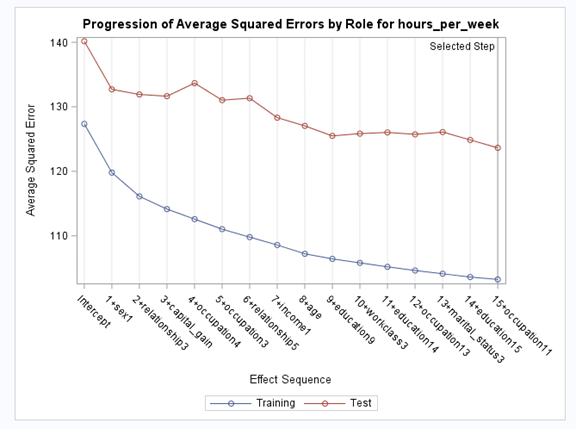 Progression of Average Squared Errors by Role for hours_per_week
Selected Step
140
130
120
110
Average Squared Error
intercept
1+sex1
2+relationship3
3+capital_gain
4+occupation4
5+occupation3
6+relationship5
7+income1
8+age
9+education9
10+workclass3
11+education14
12+occupation13
13+marital_status3
14+education15
15+occupation11
Effect Sequence
Training Test